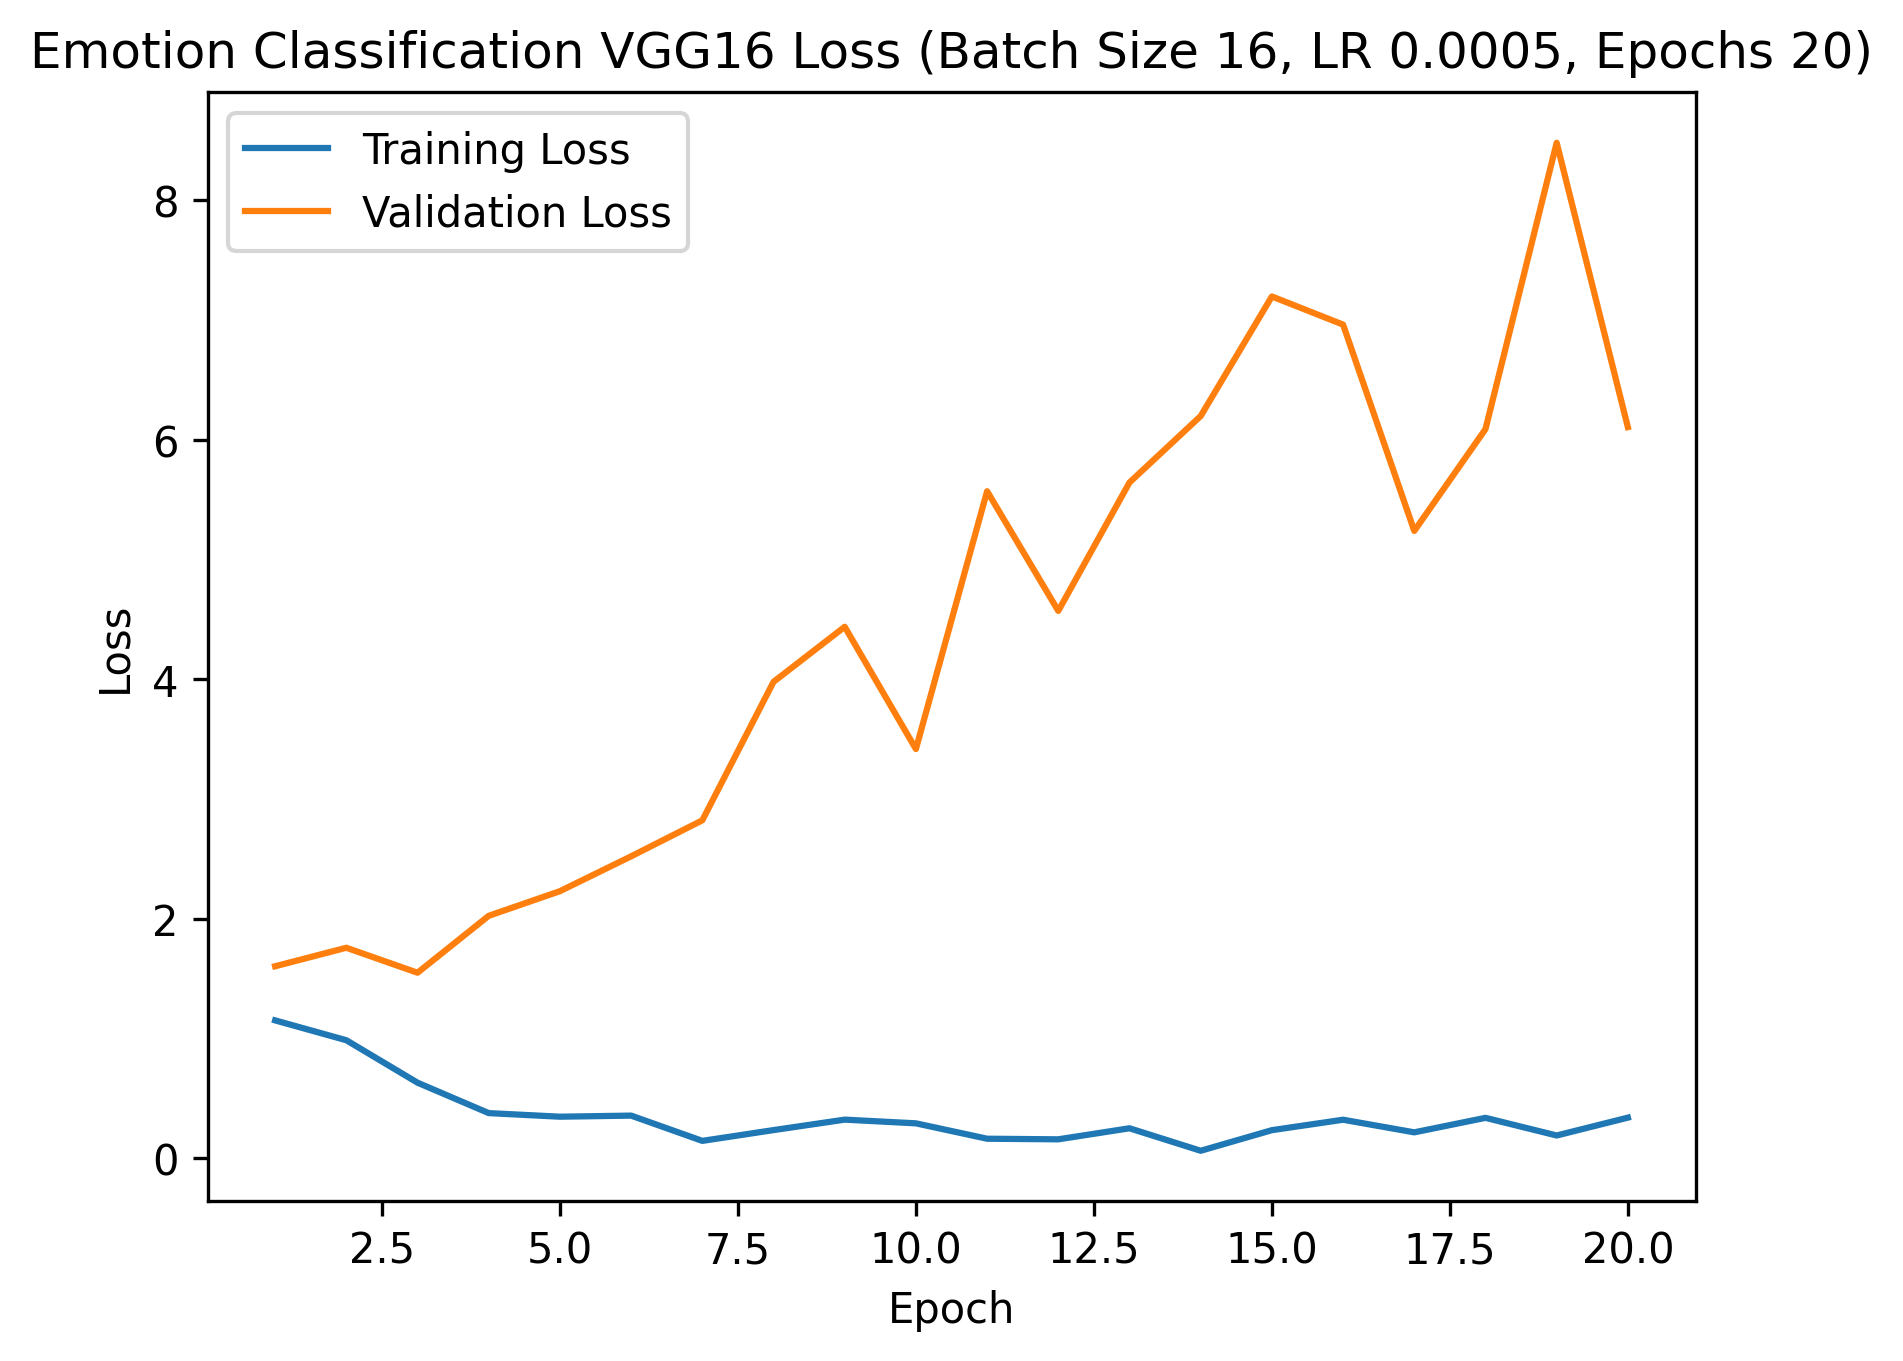 Emotion Classification VGG16 Loss (Batch Size 16, LR 0.0005, Epochs 20)
Training Loss
Validation Loss
8
6
4
2
0
Loss
2.5 5.0 7.5 10.0 12.5 15.0 17.5 20.0
Epoch